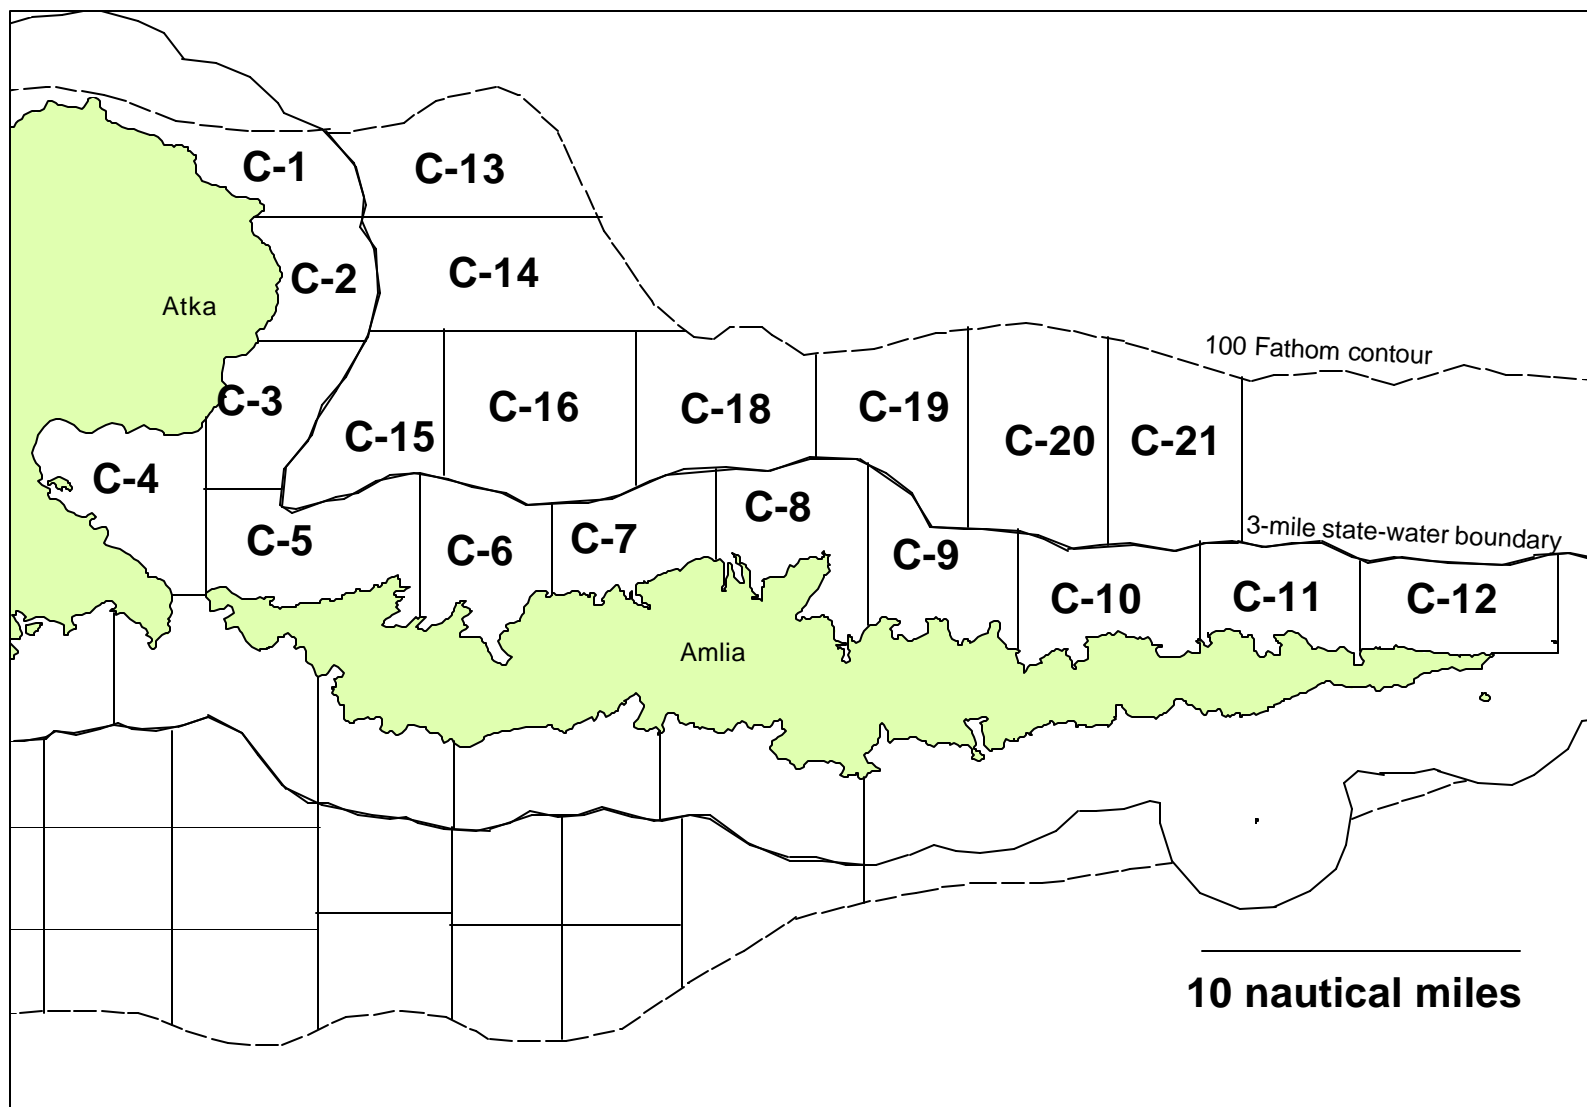 C-1
C-13
C-2
C-14
Atka
100 Fathom contour
C-3
C-15
C-16
C-18
C-19
C-20
C-21
C-4
C-5
C-6
C-7
C-8
C-9
3-mile state-water boundary
C-10
C-11
C-12
Amlia
10 nautical miles